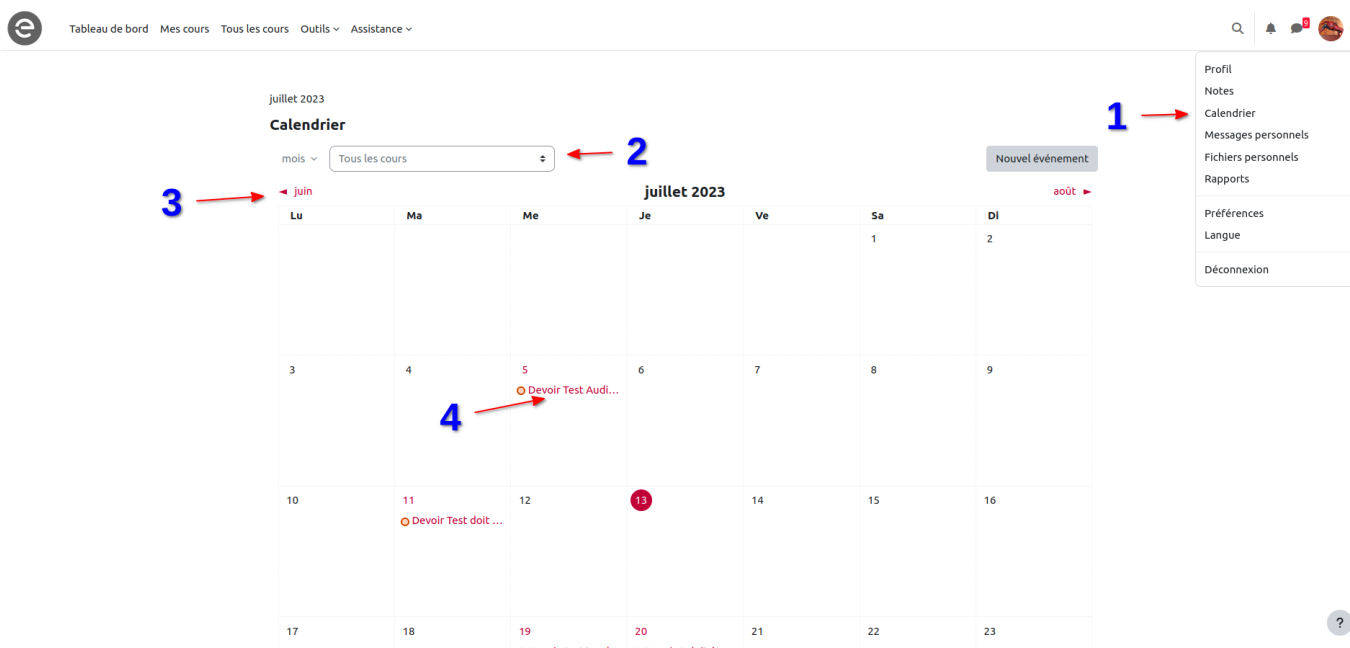 e
Tableau de bord Mes cours Tous les cours Outils Assistance
9
Profil
Notes
1
Calendrier
Messages personnels
Fichiers personnels
Rapports
Préférences
Langue
Déconnexion
juillet 2023
Calendrier
mois Tous les cours
2
Nouvel événement
3
juin juillet 2023 août
Lu Ma Me Je Ve Sa Di
1 2
3 4 5 6 7 8 9
Devoir Test Audi...
4
10 11 12 13 14 15 16
Devoir Test doit ...
17 18 19 20 21 22 23
?